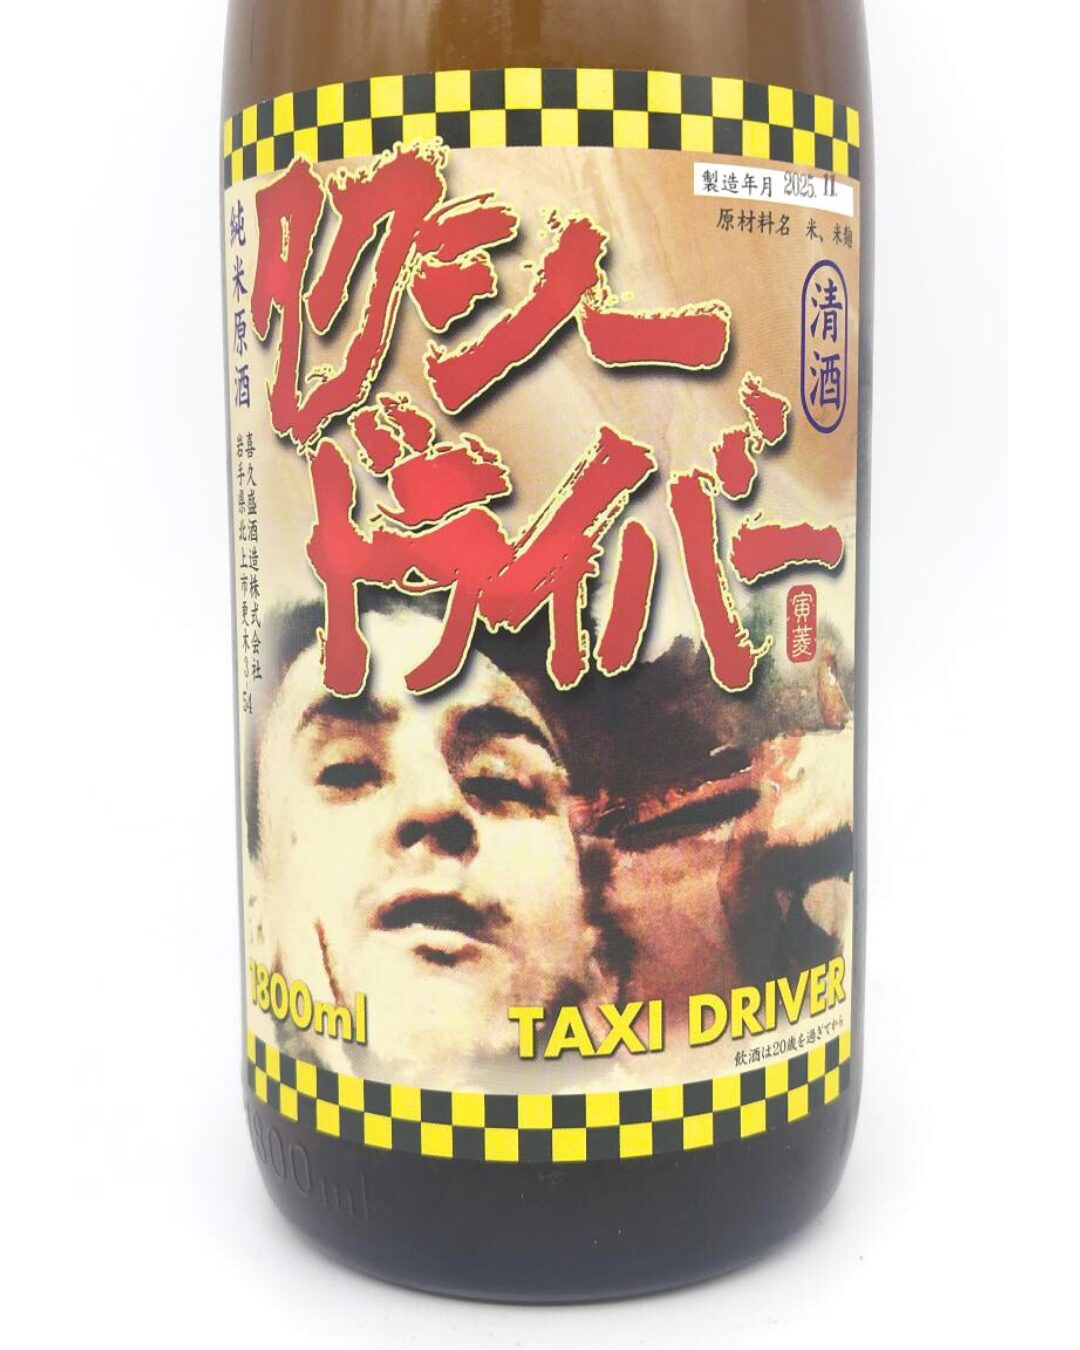 製造年月 2025. 11.
原材料名 米、米麹
清酒
タクシー
ドライバー
寅菱
純米原酒
喜久盛酒造株式会社
岩手県北上市更木3-54
1800ml
TAXI DRIVER
飲酒は20歳を過ぎてから
1800ml